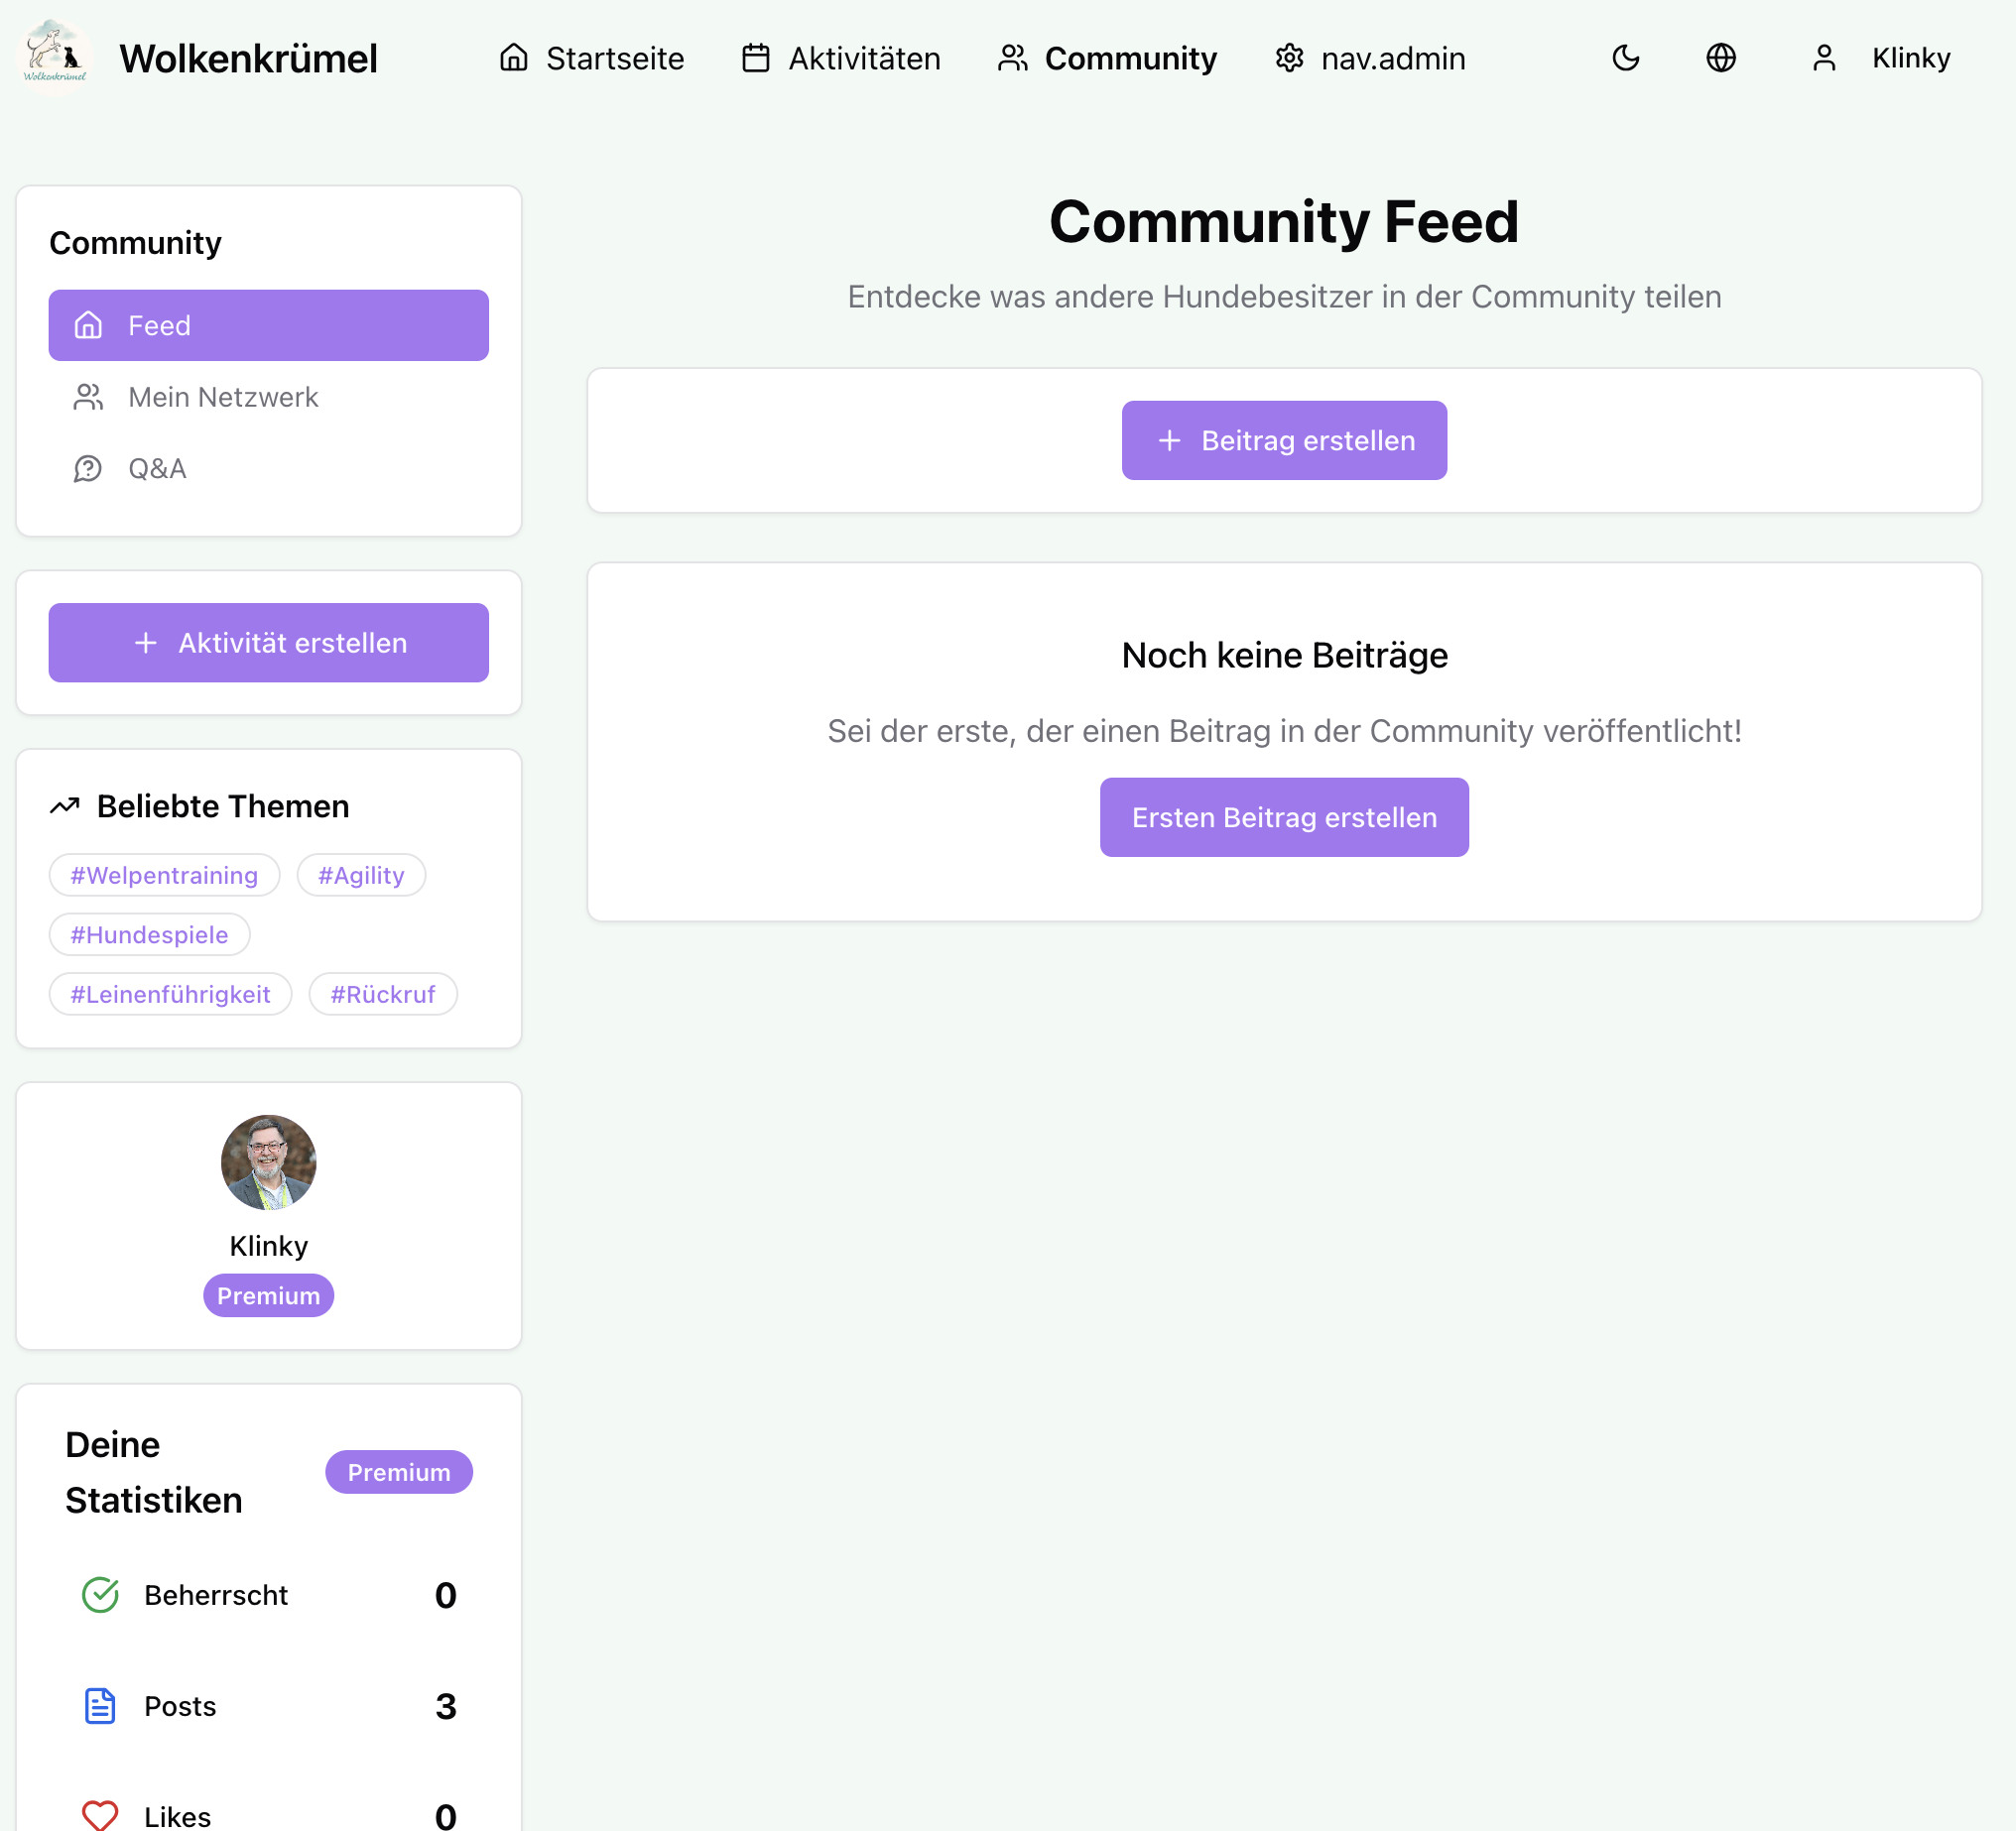 Wolkenkrümel
Wolkenkrümel
Startseite
Aktivitäten
Community
nav.admin
Klinky
Community
Feed
Mein Netzwerk
Q&A
Aktivität erstellen
Beliebte Themen
#Welpentraining #Agility
#Hundespiele
#Leinenführigkeit #Rückruf
Klinky
Premium
Deine
Statistiken
Premium
Beherrscht 0
Posts 3
Likes 0
Community Feed
Entdecke was andere Hundebesitzer in der Community teilen
Beitrag erstellen
Noch keine Beiträge
Sei der erste, der einen Beitrag in der Community veröffentlicht!
Ersten Beitrag erstellen